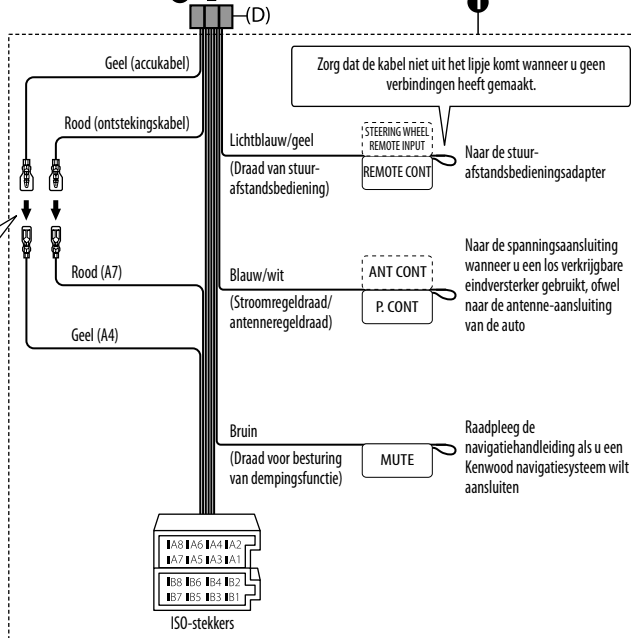 (D)
1
Geel (accukabel)
Zorg dat de kabel niet uit het lipje komt wanneer u geen
verbindingen heeft gemaakt.
Rood (ontstekingskabel)
Lichtblauw/geel
(Draad van stuur-
afstandsbediening)
STEERING WHEEL
REMOTE INPUT
REMOTE CONT
Naar de stuur-
afstandsbedieningsadapter
Rood (A7)
Geel (A4)
Blauw/wit
(Stroomregeldraad/
antenneregeldraad)
ANT CONT
P. CONT
Naar de spanningsaansluiting
wanneer u een los verkrijgbare
eindversterker gebruikt, ofwel
naar de antenne-aansluiting
van de auto
Bruin
(Draad voor besturing
van dempingsfunctie)
MUTE
Raadpleeg de
navigatiehandleiding als u een
Kenwood navigatiesysteem wilt
aansluiten
A8 A6 A4 A2
A7 A5 A3 A1
B8 B6 B4 B2
B7 B5 B3 B1
ISO-stekkers